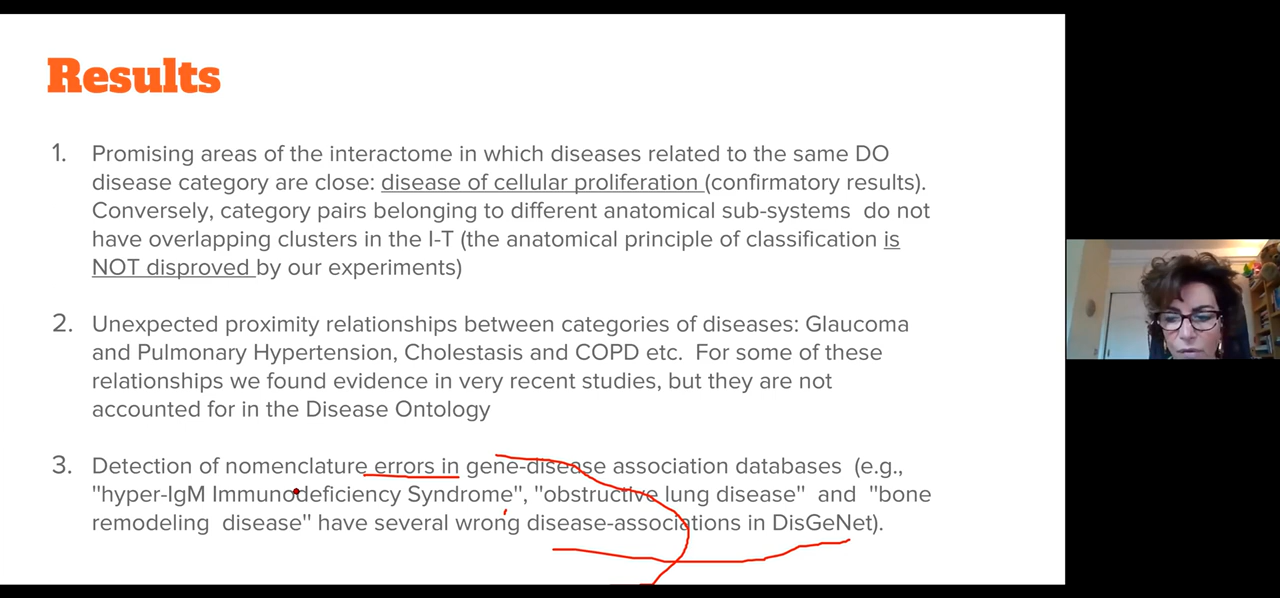 Results
1. Promising areas of the interactome in which diseases related to the same DO
disease category are close: disease of cellular proliferation (confirmatory results).
Conversely, category pairs belonging to different anatomical sub-systems do not
have overlapping clusters in the I-T (the anatomical principle of classification is
NOT disproved by our experiments)
2. Unexpected proximity relationships between categories of diseases: Glaucoma
and Pulmonary Hypertension, Cholestasis and COPD etc. For some of these
relationships we found evidence in very recent studies, but they are not
accounted for in the Disease Ontology
3. Detection of nomenclature errors in gene-disease association databases (e.g.,
"hyper-IgM Immunodeficiency Syndrome", "obstructive lung disease" and "bone
remodeling disease" have several wrong disease-associations in DisGeNet).